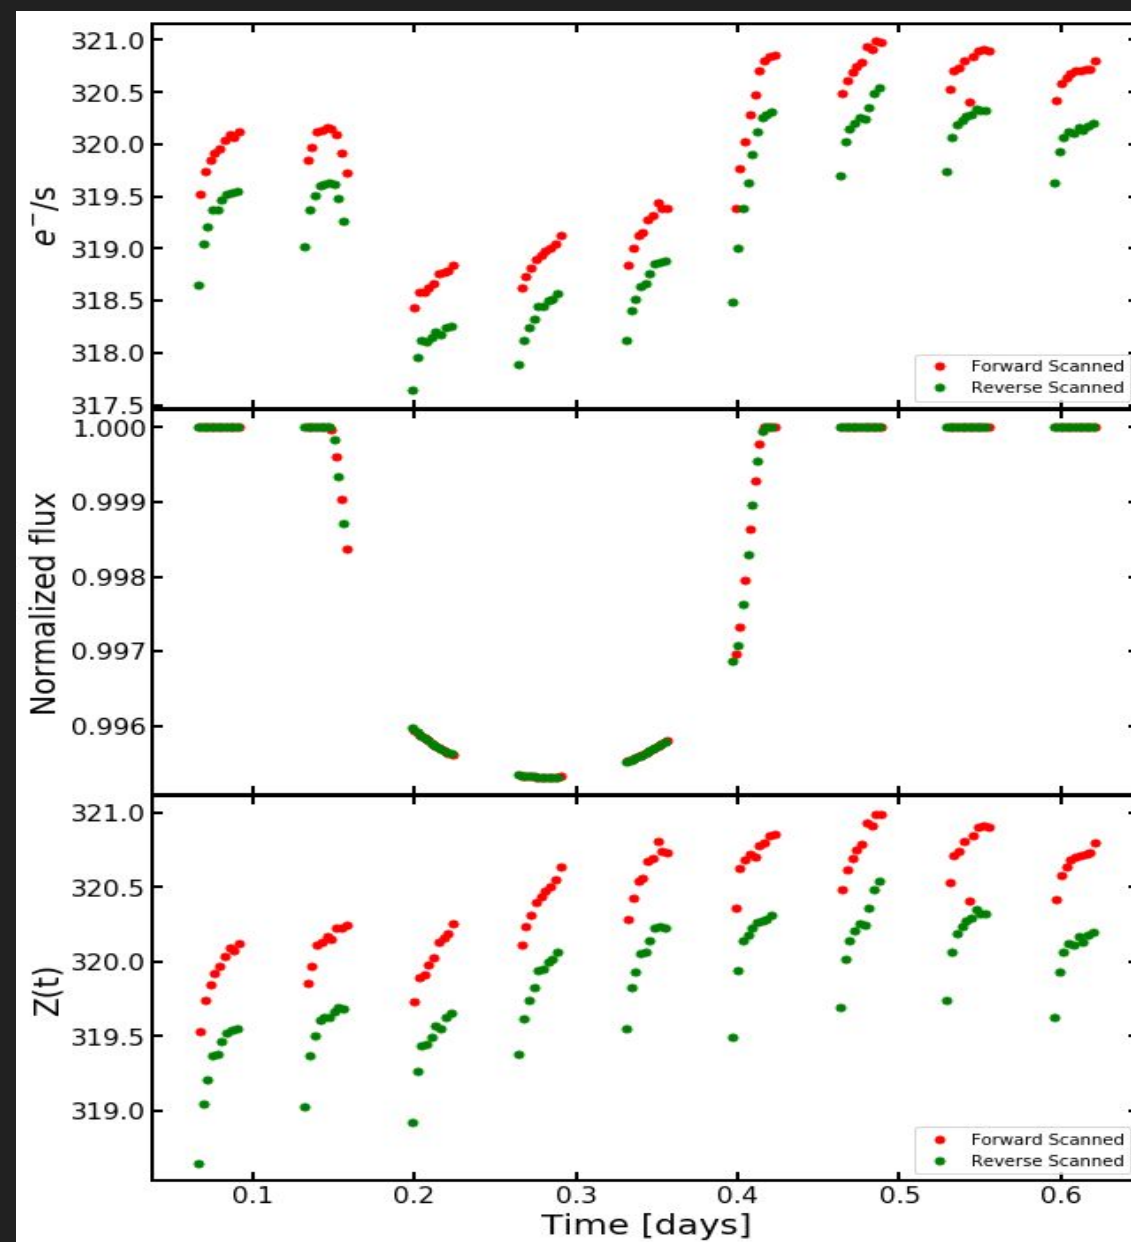 e⁻/s
321.0
320.5
320.0
319.5
319.0
318.5
318.0
317.5
Forward Scanned
Reverse Scanned
Normalized flux
1.000
0.999
0.998
0.997
0.996
Z(t)
321.0
320.5
320.0
319.5
319.0
Forward Scanned
Reverse Scanned
0.1 0.2 0.3 0.4 0.5 0.6
Time [days]